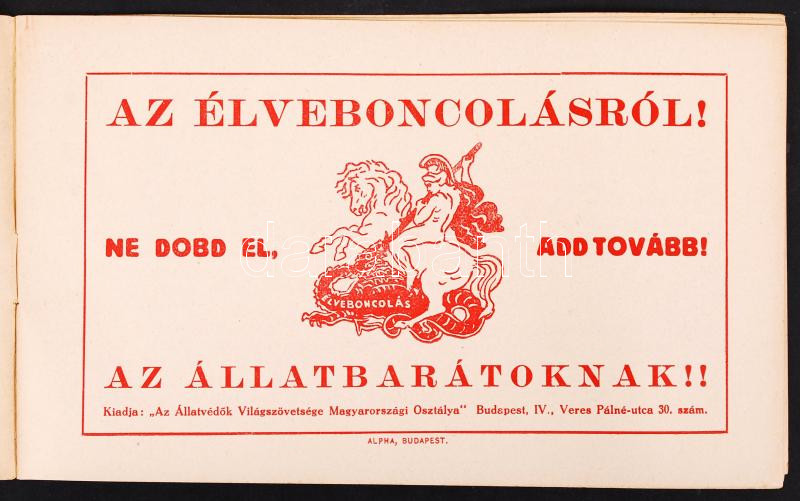 AZ ÉLVEBONCOLÁSRÓL!
NE DOBD EL, ADD TOVÁBB!
ÉLVEBONCOLÁS
AZ ÁLLATBARÁTOKNAK!!
Kiadja: „Az Állatvédők Világszövetsége Magyarországi Osztálya" Budapest, IV., Veres Pálné-utca 30. szám.
ALPHA, BUDAPEST.